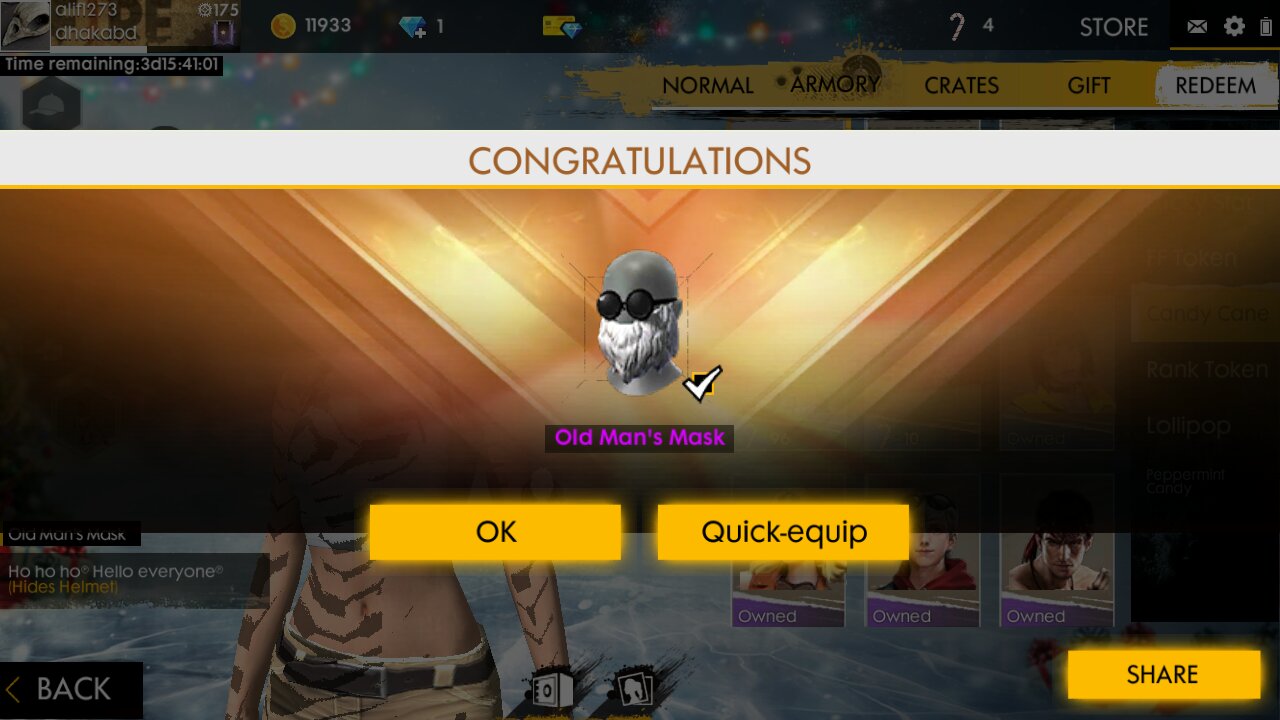 alifl273
175
dhakabd
11933
1
4
STORE
Time remaining:3d15:41:01
NORMAL
ARMORY
CRATES
GIFT
REDEEM
CONGRATULATIONS
FF Token
Candy Cane
Rank Token
Owned
Lollipop
Old Man's Mask
Peppermint
Candy
OK
Quick-equip
Old Man's Mask
Ho ho ho® Hello everyone®
(Hides Helmet)
Owned
Owned
Owned
BACK
SHARE